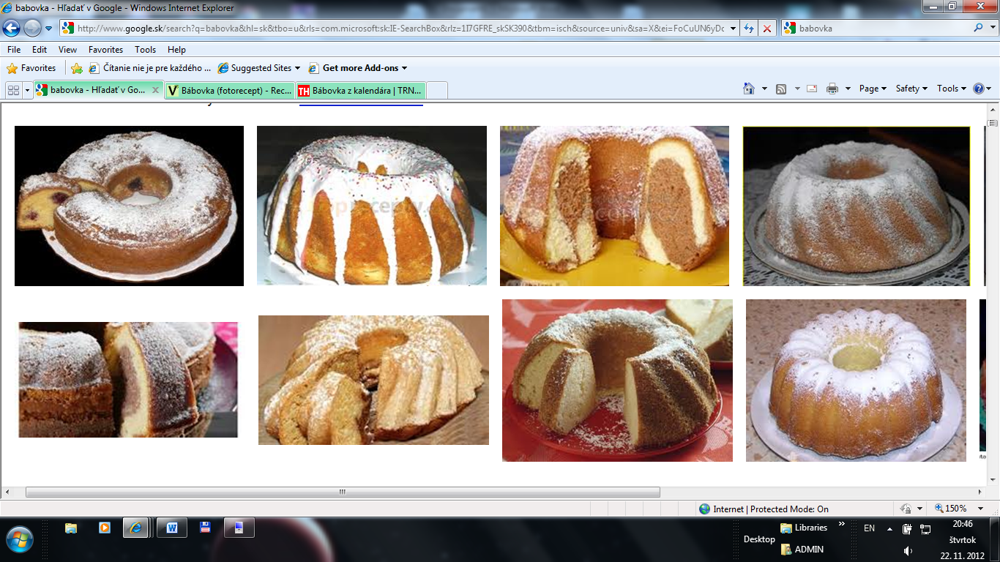 babovka - Hľadať v Google - Windows Internet Explorer
http://www.google.sk/search?q=babovka&hl=sk&tbo=u&rls=com.microsoft:sk:IE-SearchBox&rlz=1I7GFRE_skSK390&tbm=isch&source=univ&sa=X&ei=FoCuUN6yDc
babovka
File Edit View Favorites Tools Help
Favorites Čítanie nie je pre každého ... Suggested Sites Get more Add-ons
babovka - Hľadať v Go... Bábovka (fotorecept) - Rec... TH Bábovka z kalendára | TRN... Page Safety Tools
Internet | Protected Mode: On 150%
Desktop Libraries » EN 20:46
ADMIN štvrtok
22. 11. 2012